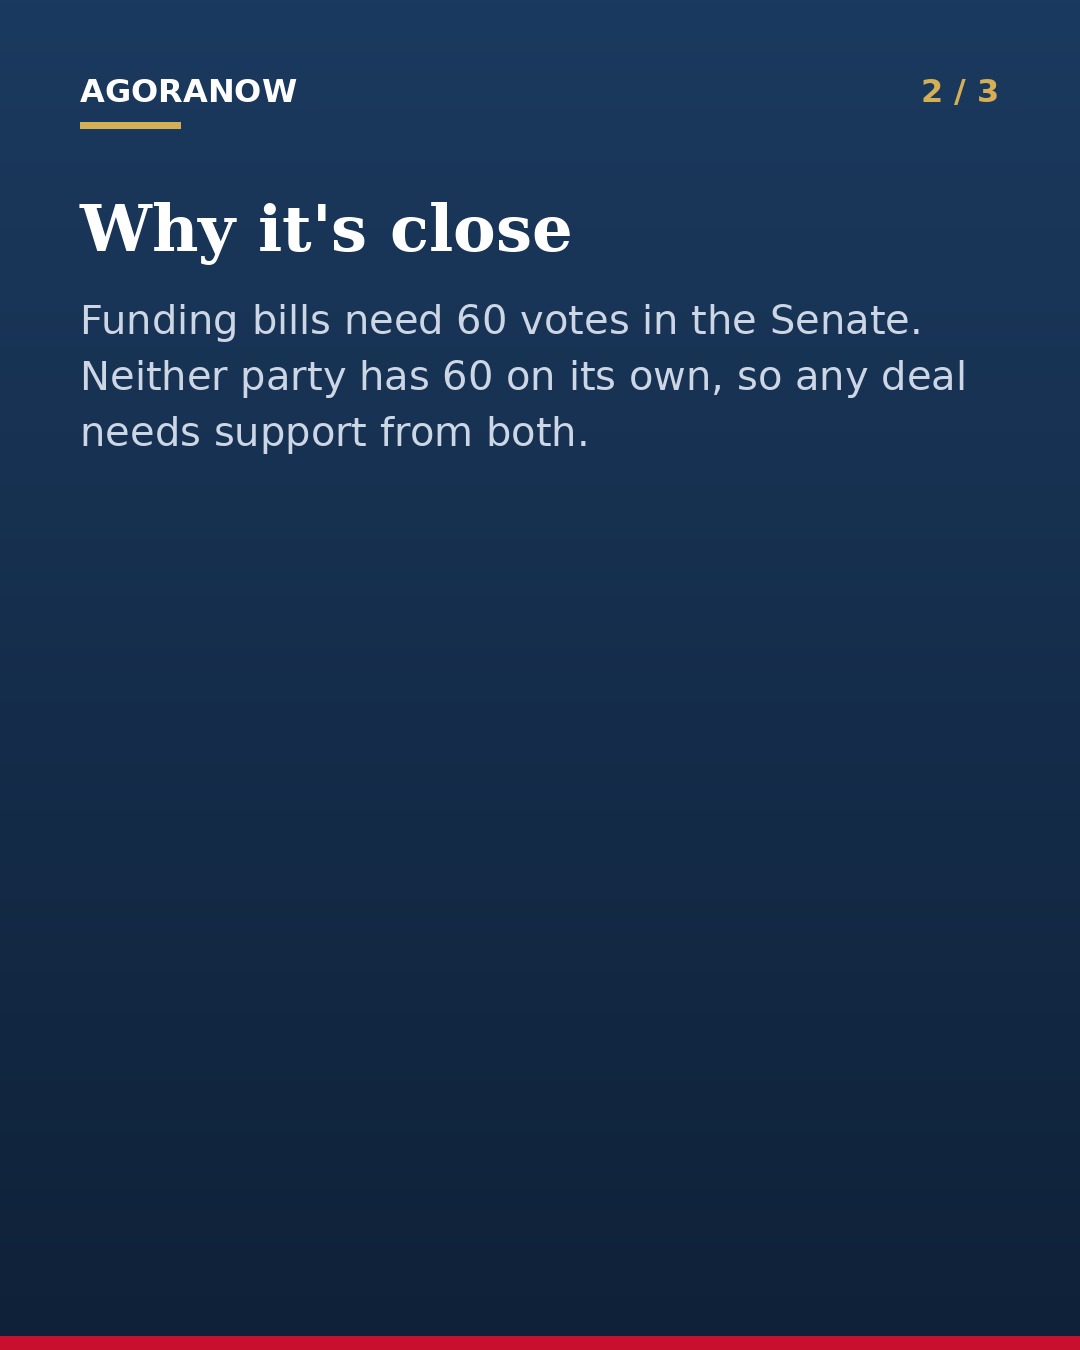 AGORANOW
2 / 3
Why it's close
Funding bills need 60 votes in the Senate.
Neither party has 60 on its own, so any deal
needs support from both.